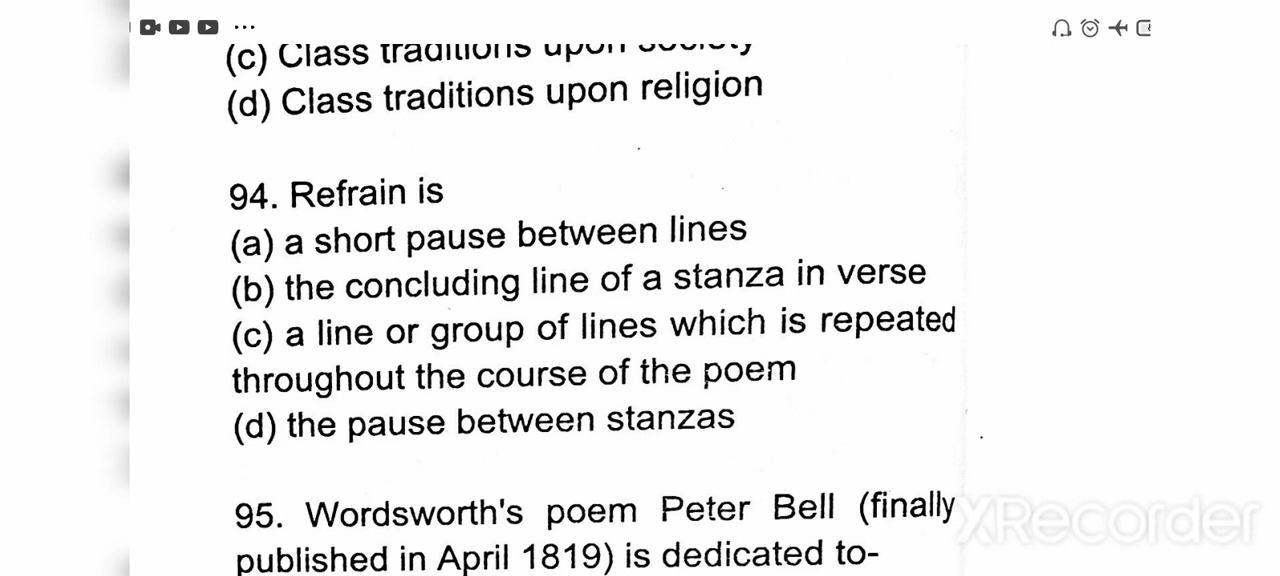 (c) Class traditions upon society
(d) Class traditions upon religion
94. Refrain is
(a) a short pause between lines
(b) the concluding line of a stanza in verse
(c) a line or group of lines which is repeated
throughout the course of the poem
(d) the pause between stanzas
95. Wordsworth's poem Peter Bell (finally
published in April 1819) is dedicated to-
XRecorder